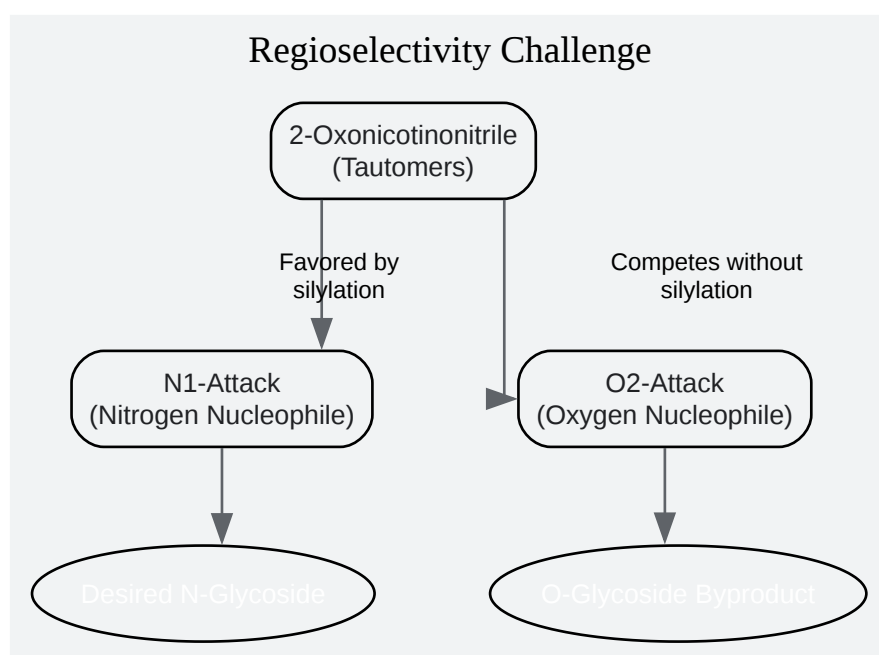 Regioselectivity Challenge
2-Oxonicotinonitrile
(Tautomers)
Favored by
silylation
Competes without
silylation
N1-Attack
(Nitrogen Nucleophile)
O2-Attack
(Oxygen Nucleophile)
Desired N-Glycoside
O-Glycoside Byproduct